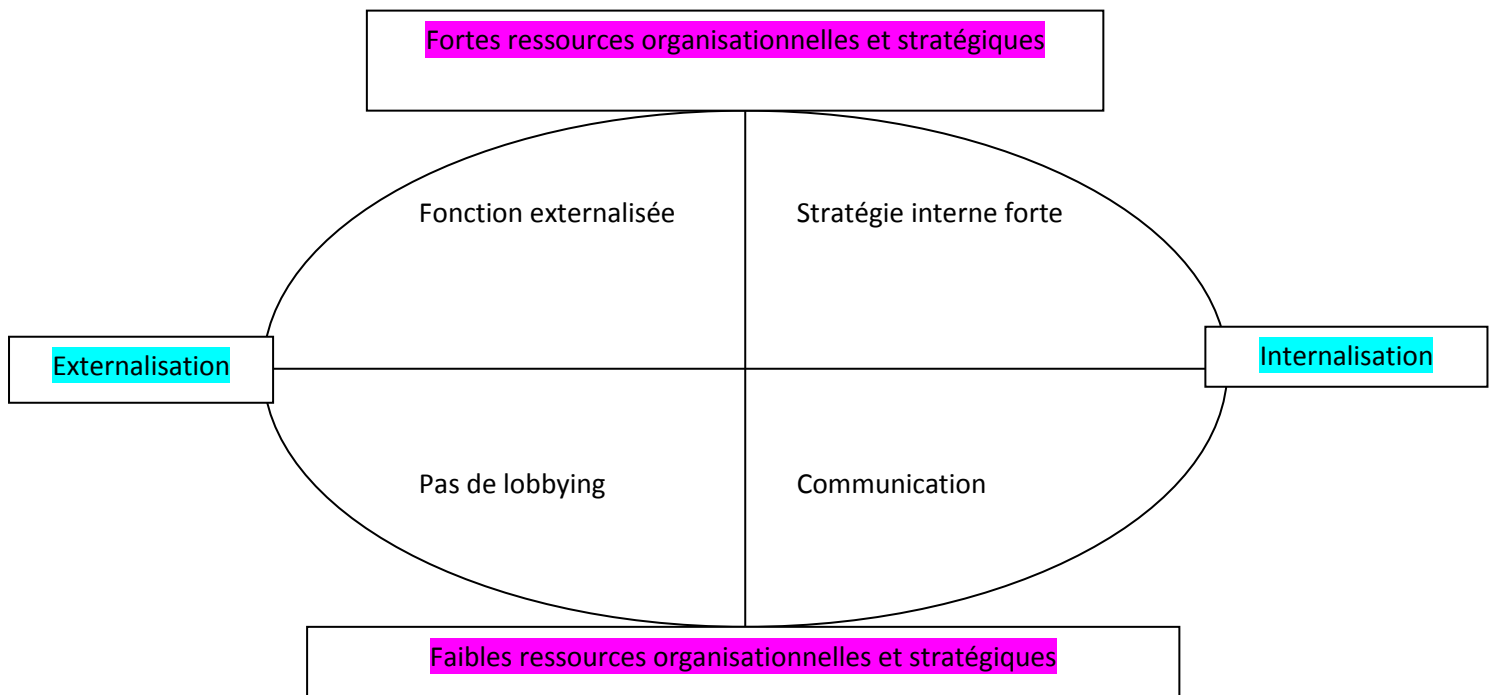 Fortes ressources organisationnelles et stratégiques
Fonction externalisée
Stratégie interne forte
Externalisation
Internalisation
Pas de lobbying
Communication
Faibles ressources organisationnelles et stratégiques